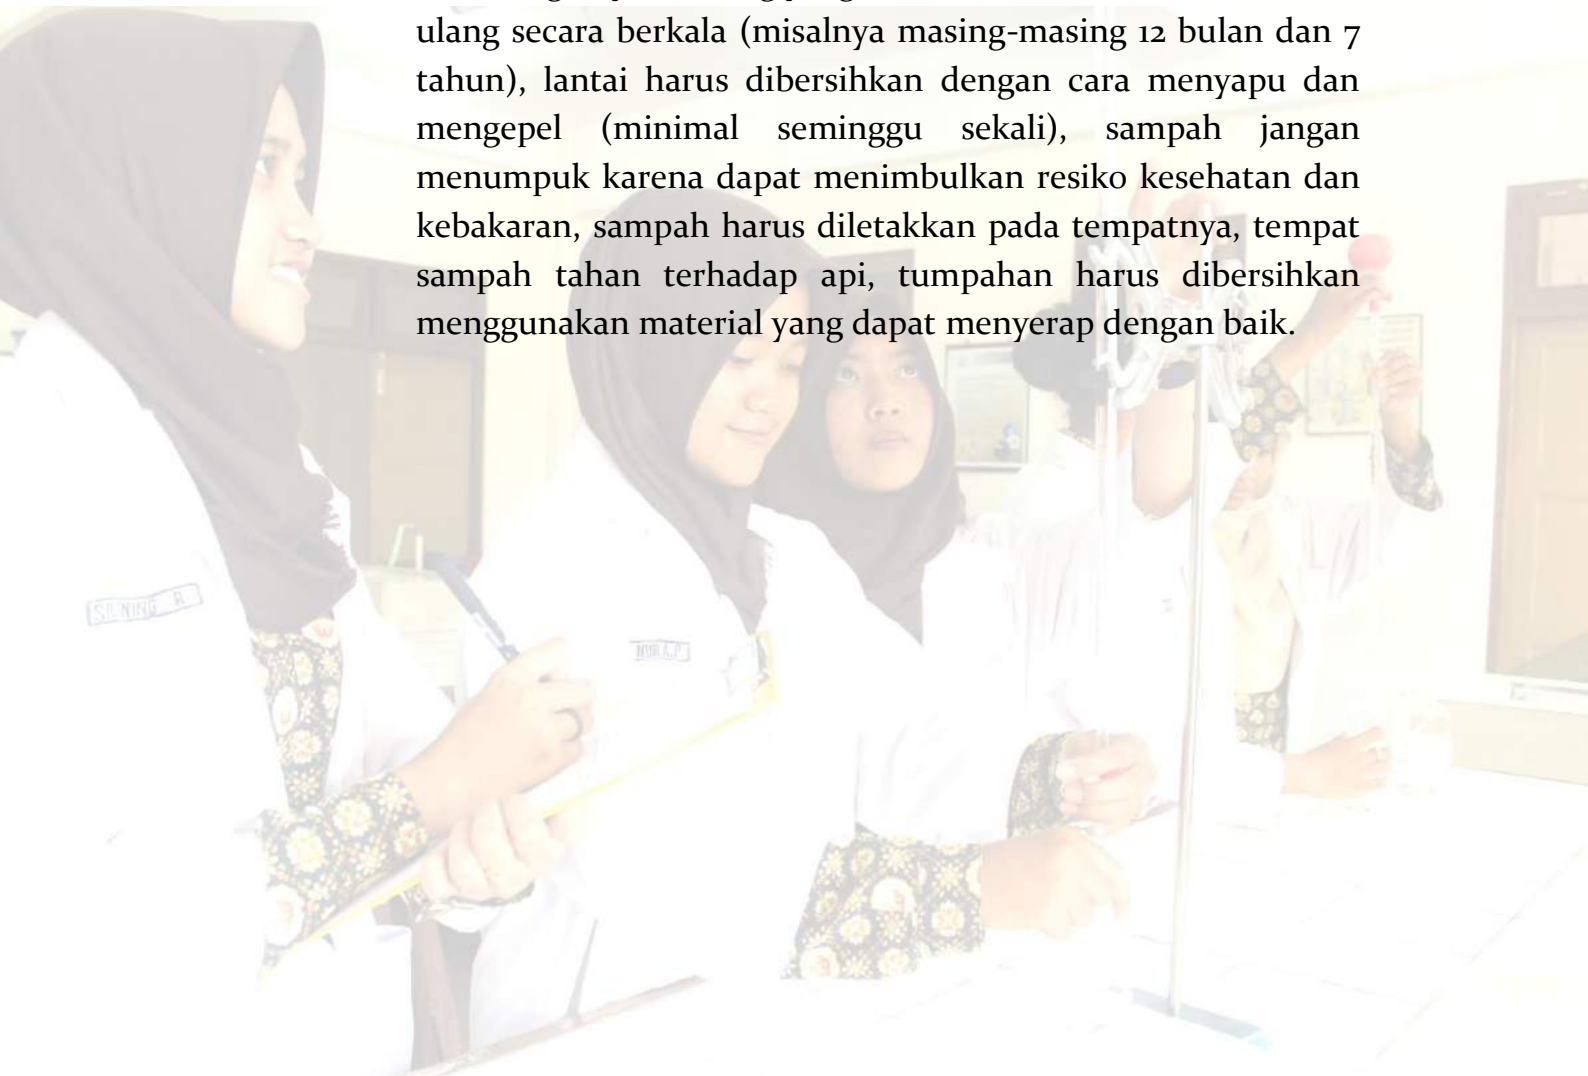 ulang secara berkala (misalnya masing-masing 12 bulan dan 7
tahun), lantai harus dibersihkan dengan cara menyapu dan
mengepel (minimal seminggu sekali), sampah jangan
menumpuk karena dapat menimbulkan resiko kesehatan dan
kebakaran, sampah harus diletakkan pada tempatnya, tempat
sampah tahan terhadap api, tumpahan harus dibersihkan
menggunakan material yang dapat menyerap dengan baik.